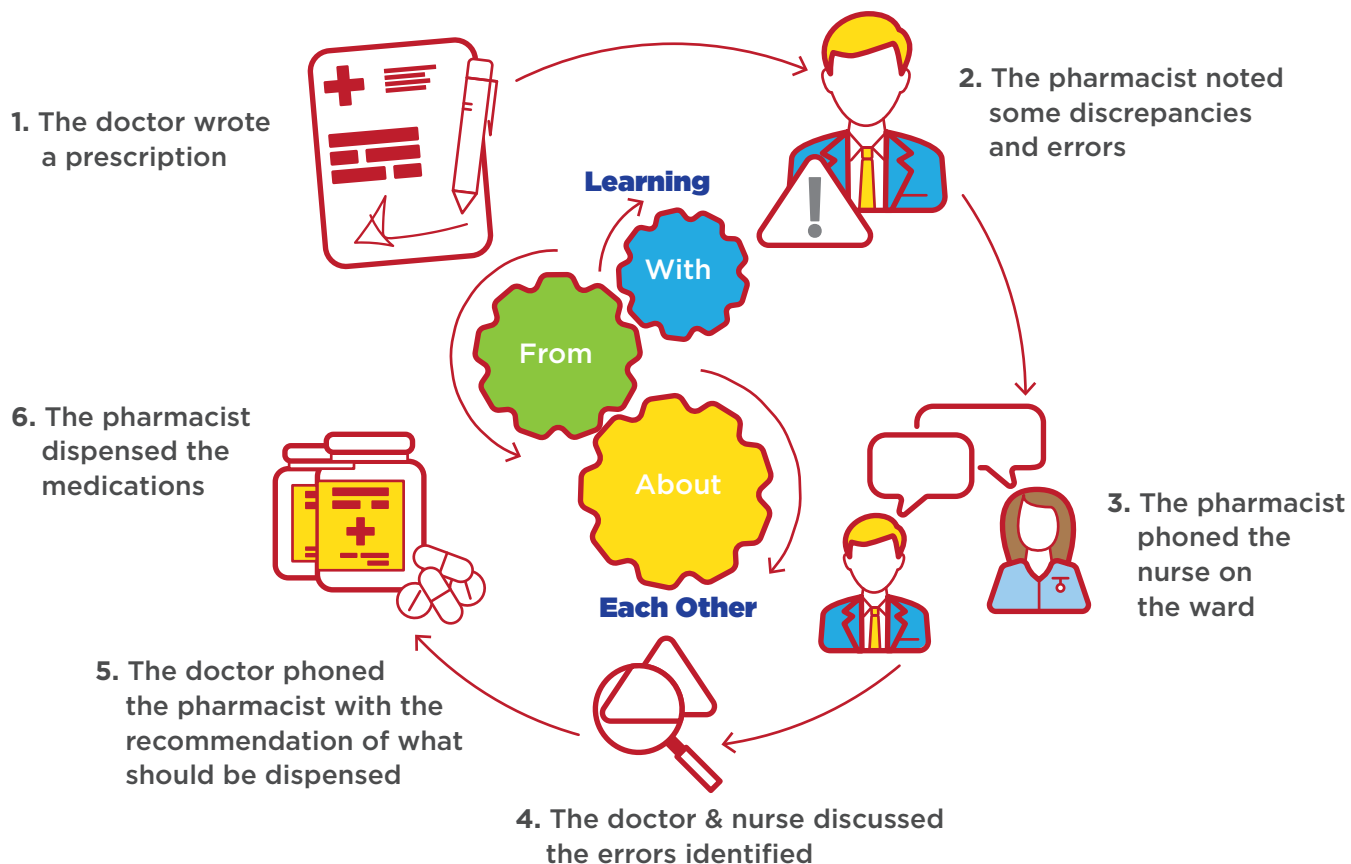 1. The doctor wrote
a prescription
2. The pharmacist noted
some discrepancies
and errors
Learning
With
From
About
Each Other
3. The pharmacist
phoned the
nurse on
the ward
4. The doctor & nurse discussed
the errors identified
5. The doctor phoned
the pharmacist with the
recommendation of what
should be dispensed
6. The pharmacist
dispensed the
medications